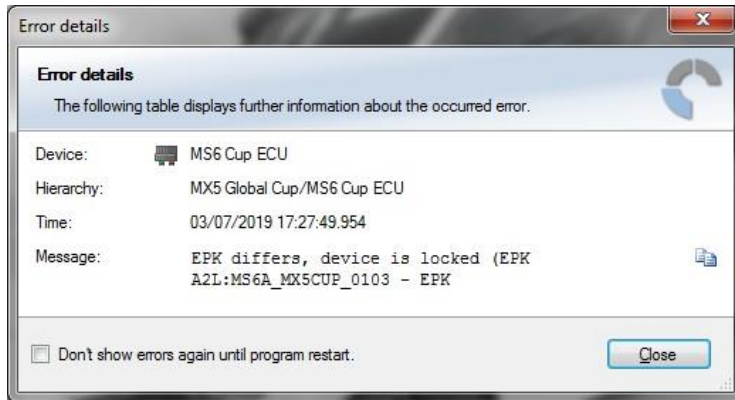 Error details
Error details
The following table displays further information about the occurred error.
Device: MS6 Cup ECU
Hierarchy: MX5 Global Cup/MS6 Cup ECU
Time: 03/07/2019 17:27:49.954
Message: EPK differs, device is locked (EPK
A2L:MS6A_MX5CUP_0103 - EPK
Don't show errors again until program restart.
Close